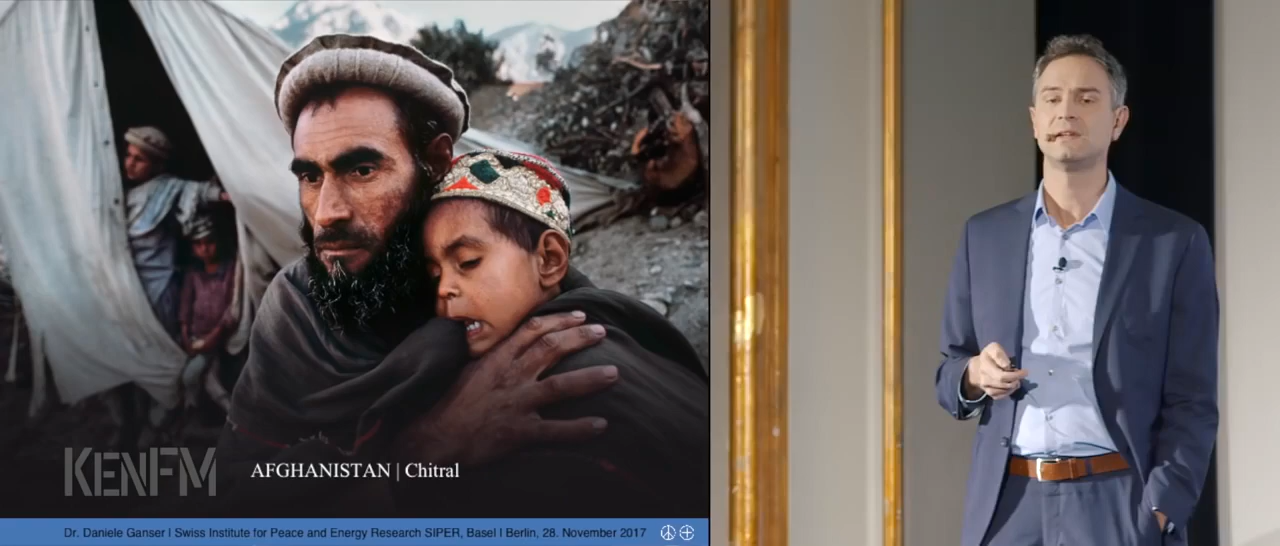 KENFM
AFGHANISTAN | Chitral
Dr. Daniele Ganser I Swiss Institute for Peace and Energy Research SIPER, Basel I Berlin, 28. November 2017